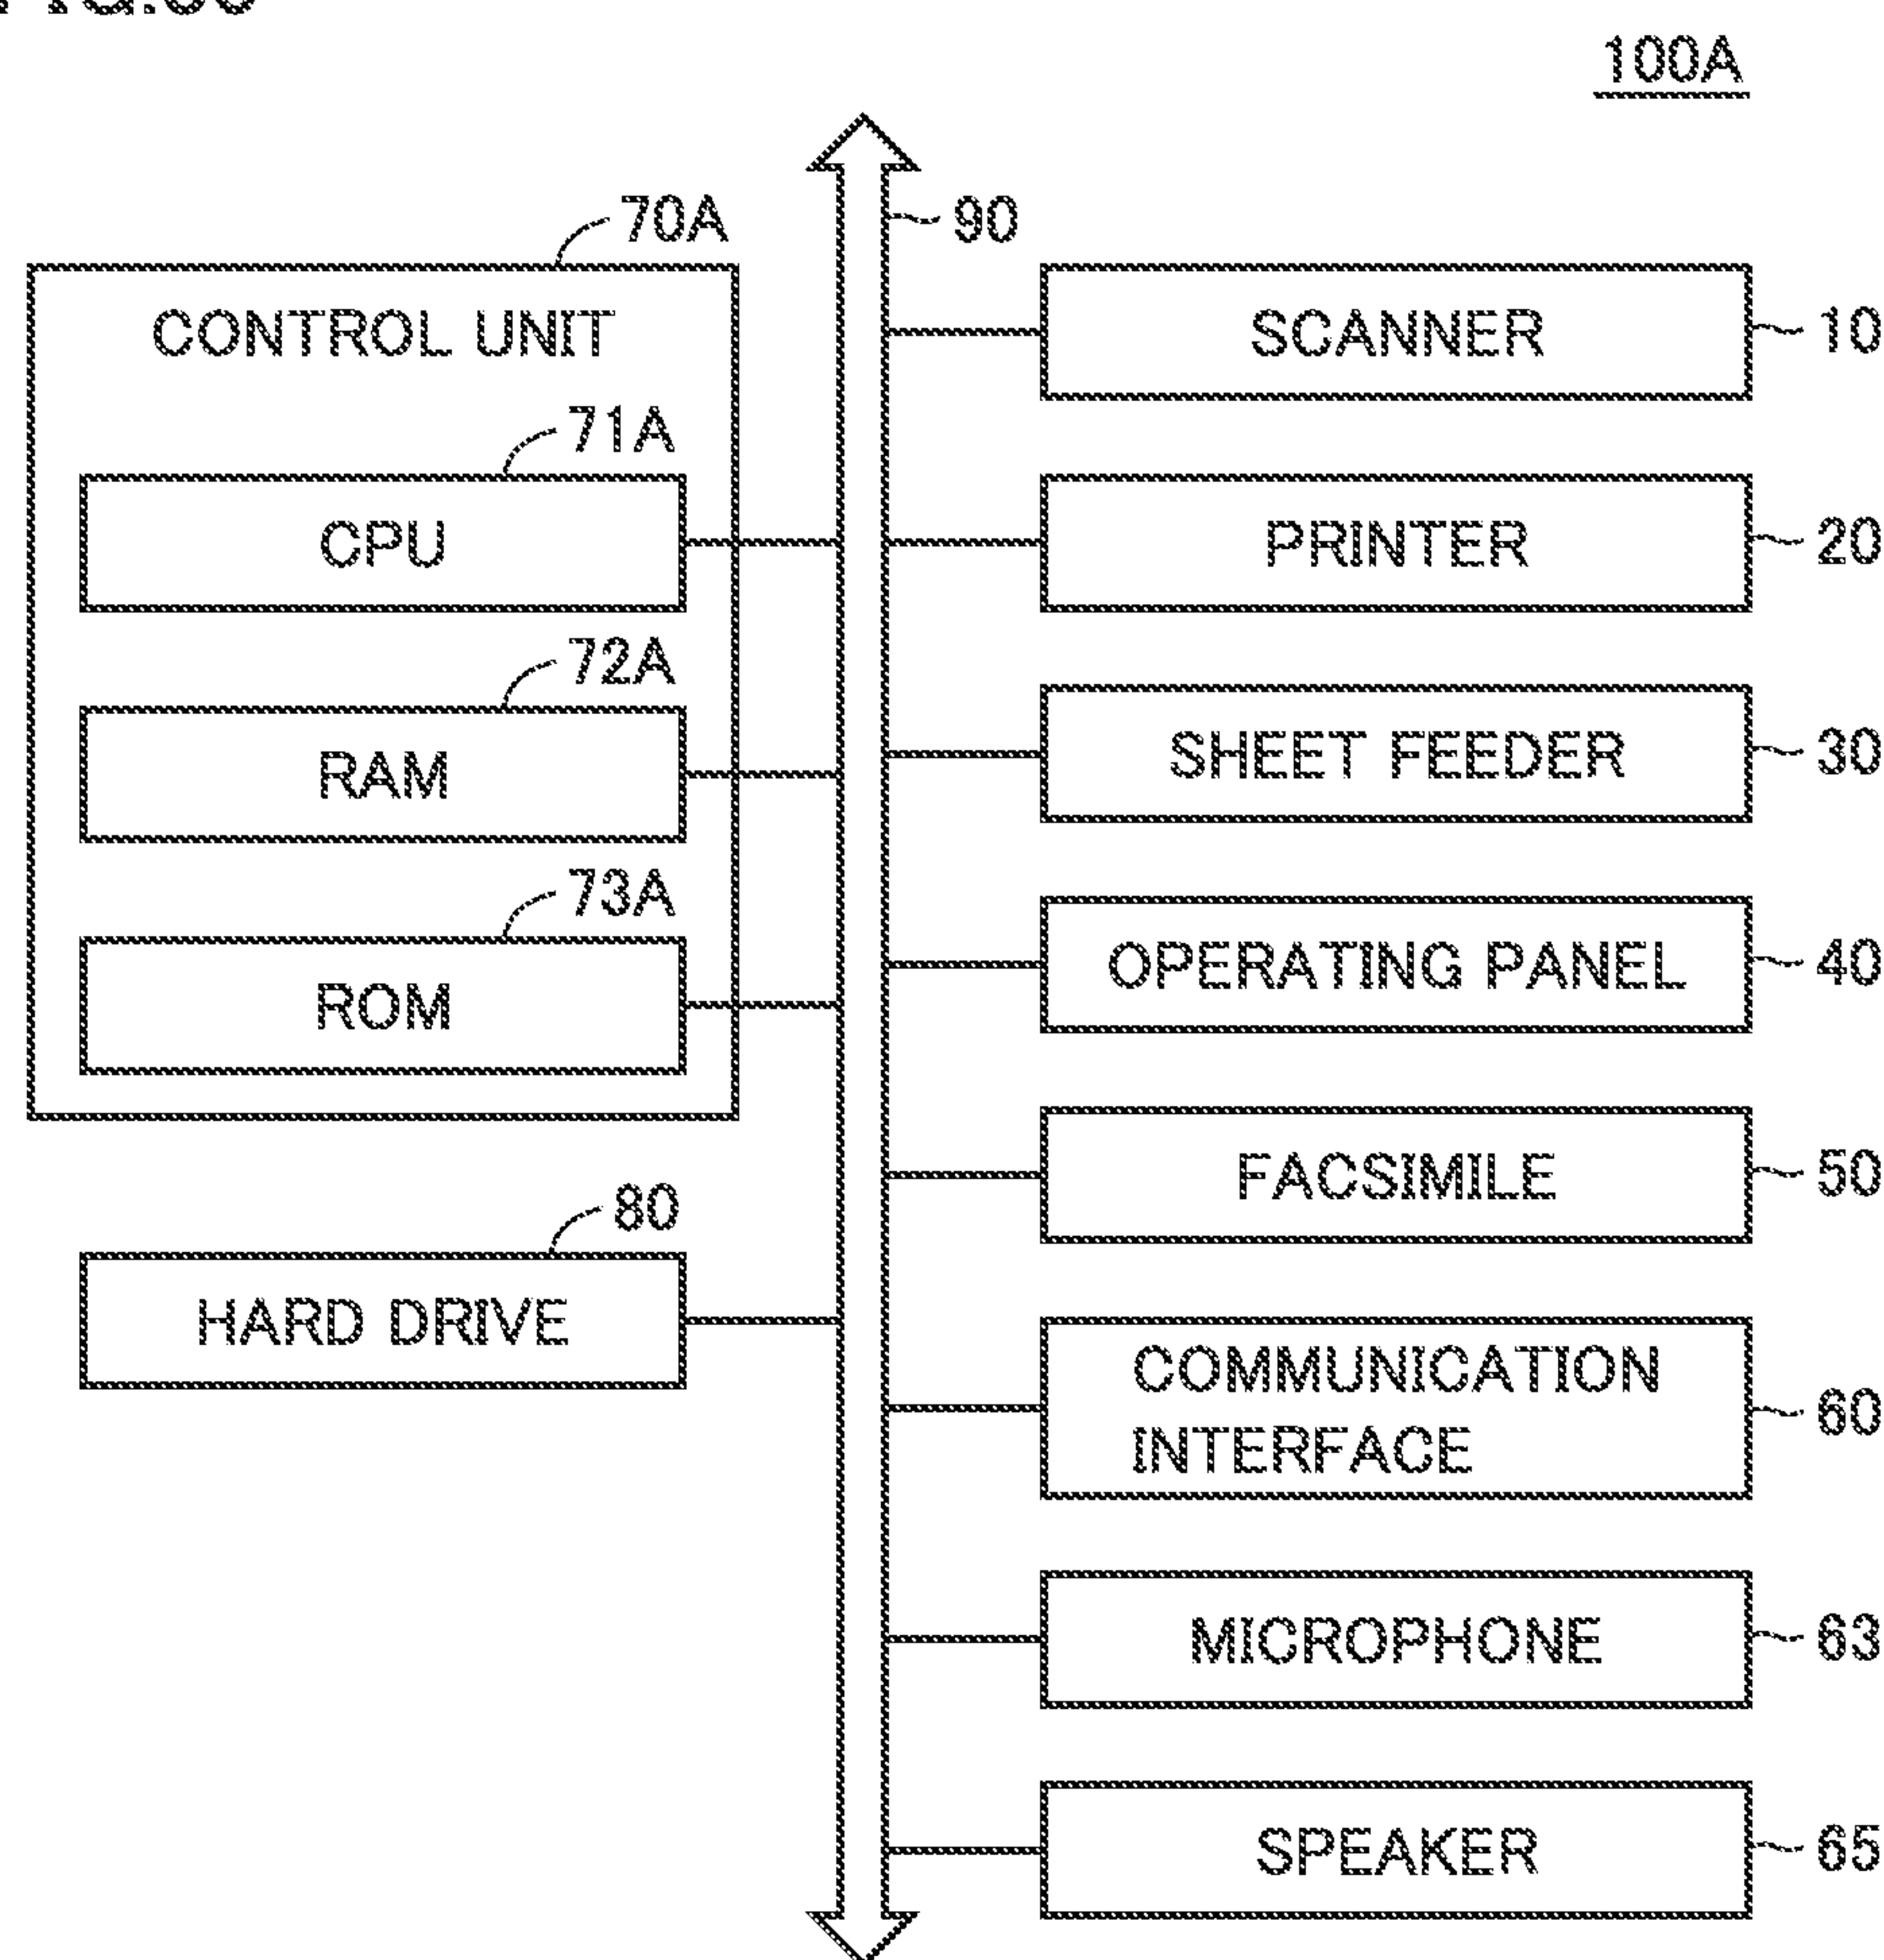 100A
70A
90
CONTROL UNIT
SCANNER
10
71A
CPU
PRINTER
20
72A
RAM
SHEET FEEDER
30
73A
ROM
OPERATING PANEL
40
FACSIMILE
50
80
HARD DRIVE
COMMUNICATION
INTERFACE
60
MICROPHONE
63
SPEAKER
65